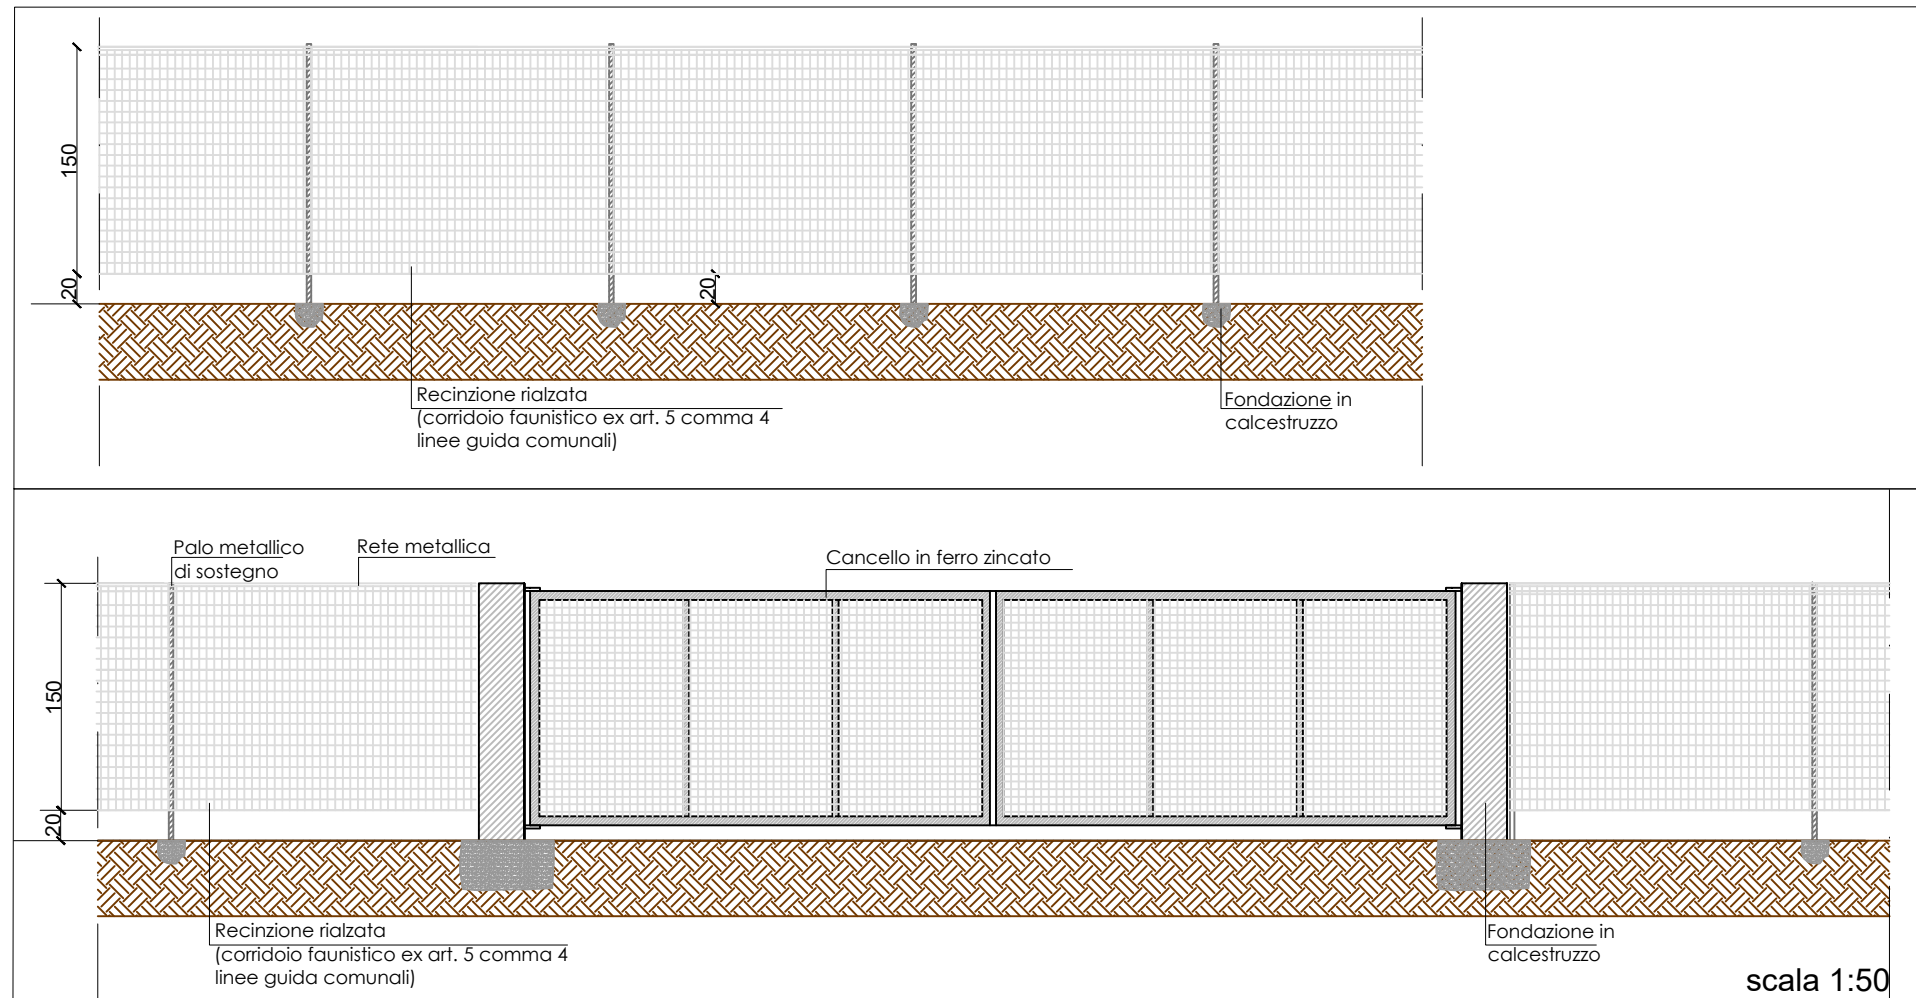 150
20
20
Recinzione rialzata
(corridoio faunistico ex art. 5 comma 4
linee guida comunali)
Fondazione in
calcestruzzo
Palo metallico
di sostegno
Rete metallica
Cancello in ferro zincato
150
20
Recinzione rialzata
(corridoio faunistico ex art. 5 comma 4
linee guida comunali)
Fondazione in
calcestruzzo
scala 1:50